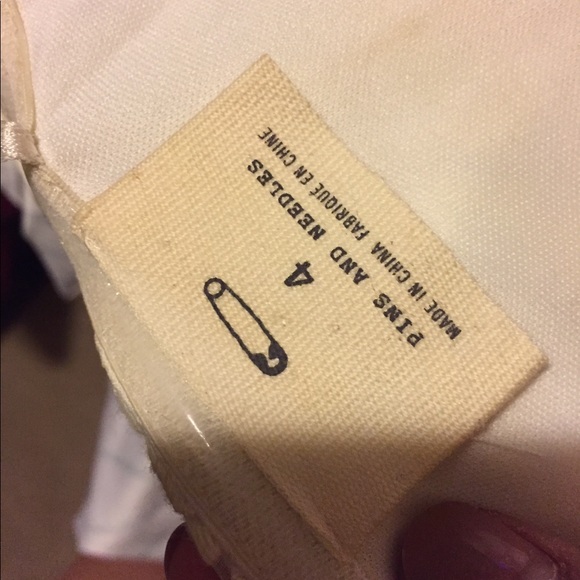 4
PINS AND NEEDLES
MADE IN CHINA FABRIQUÉ EN CHINE